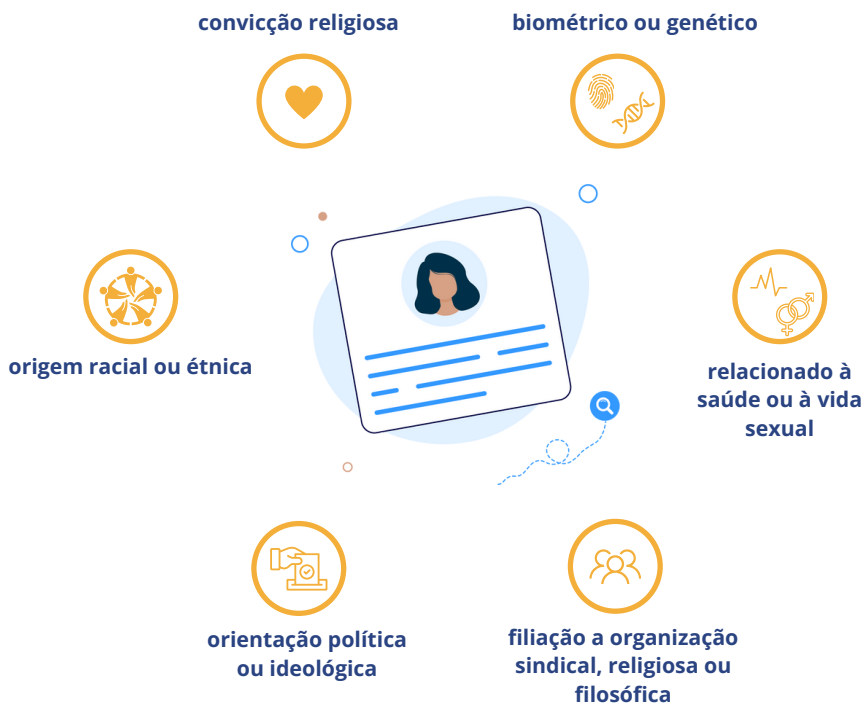 convicção religiosa
biométrico ou genético
origem racial ou étnica
relacionado à
saúde ou à vida
sexual
orientação política
ou ideológica
filiação a organização
sindical, religiosa ou
filosófica